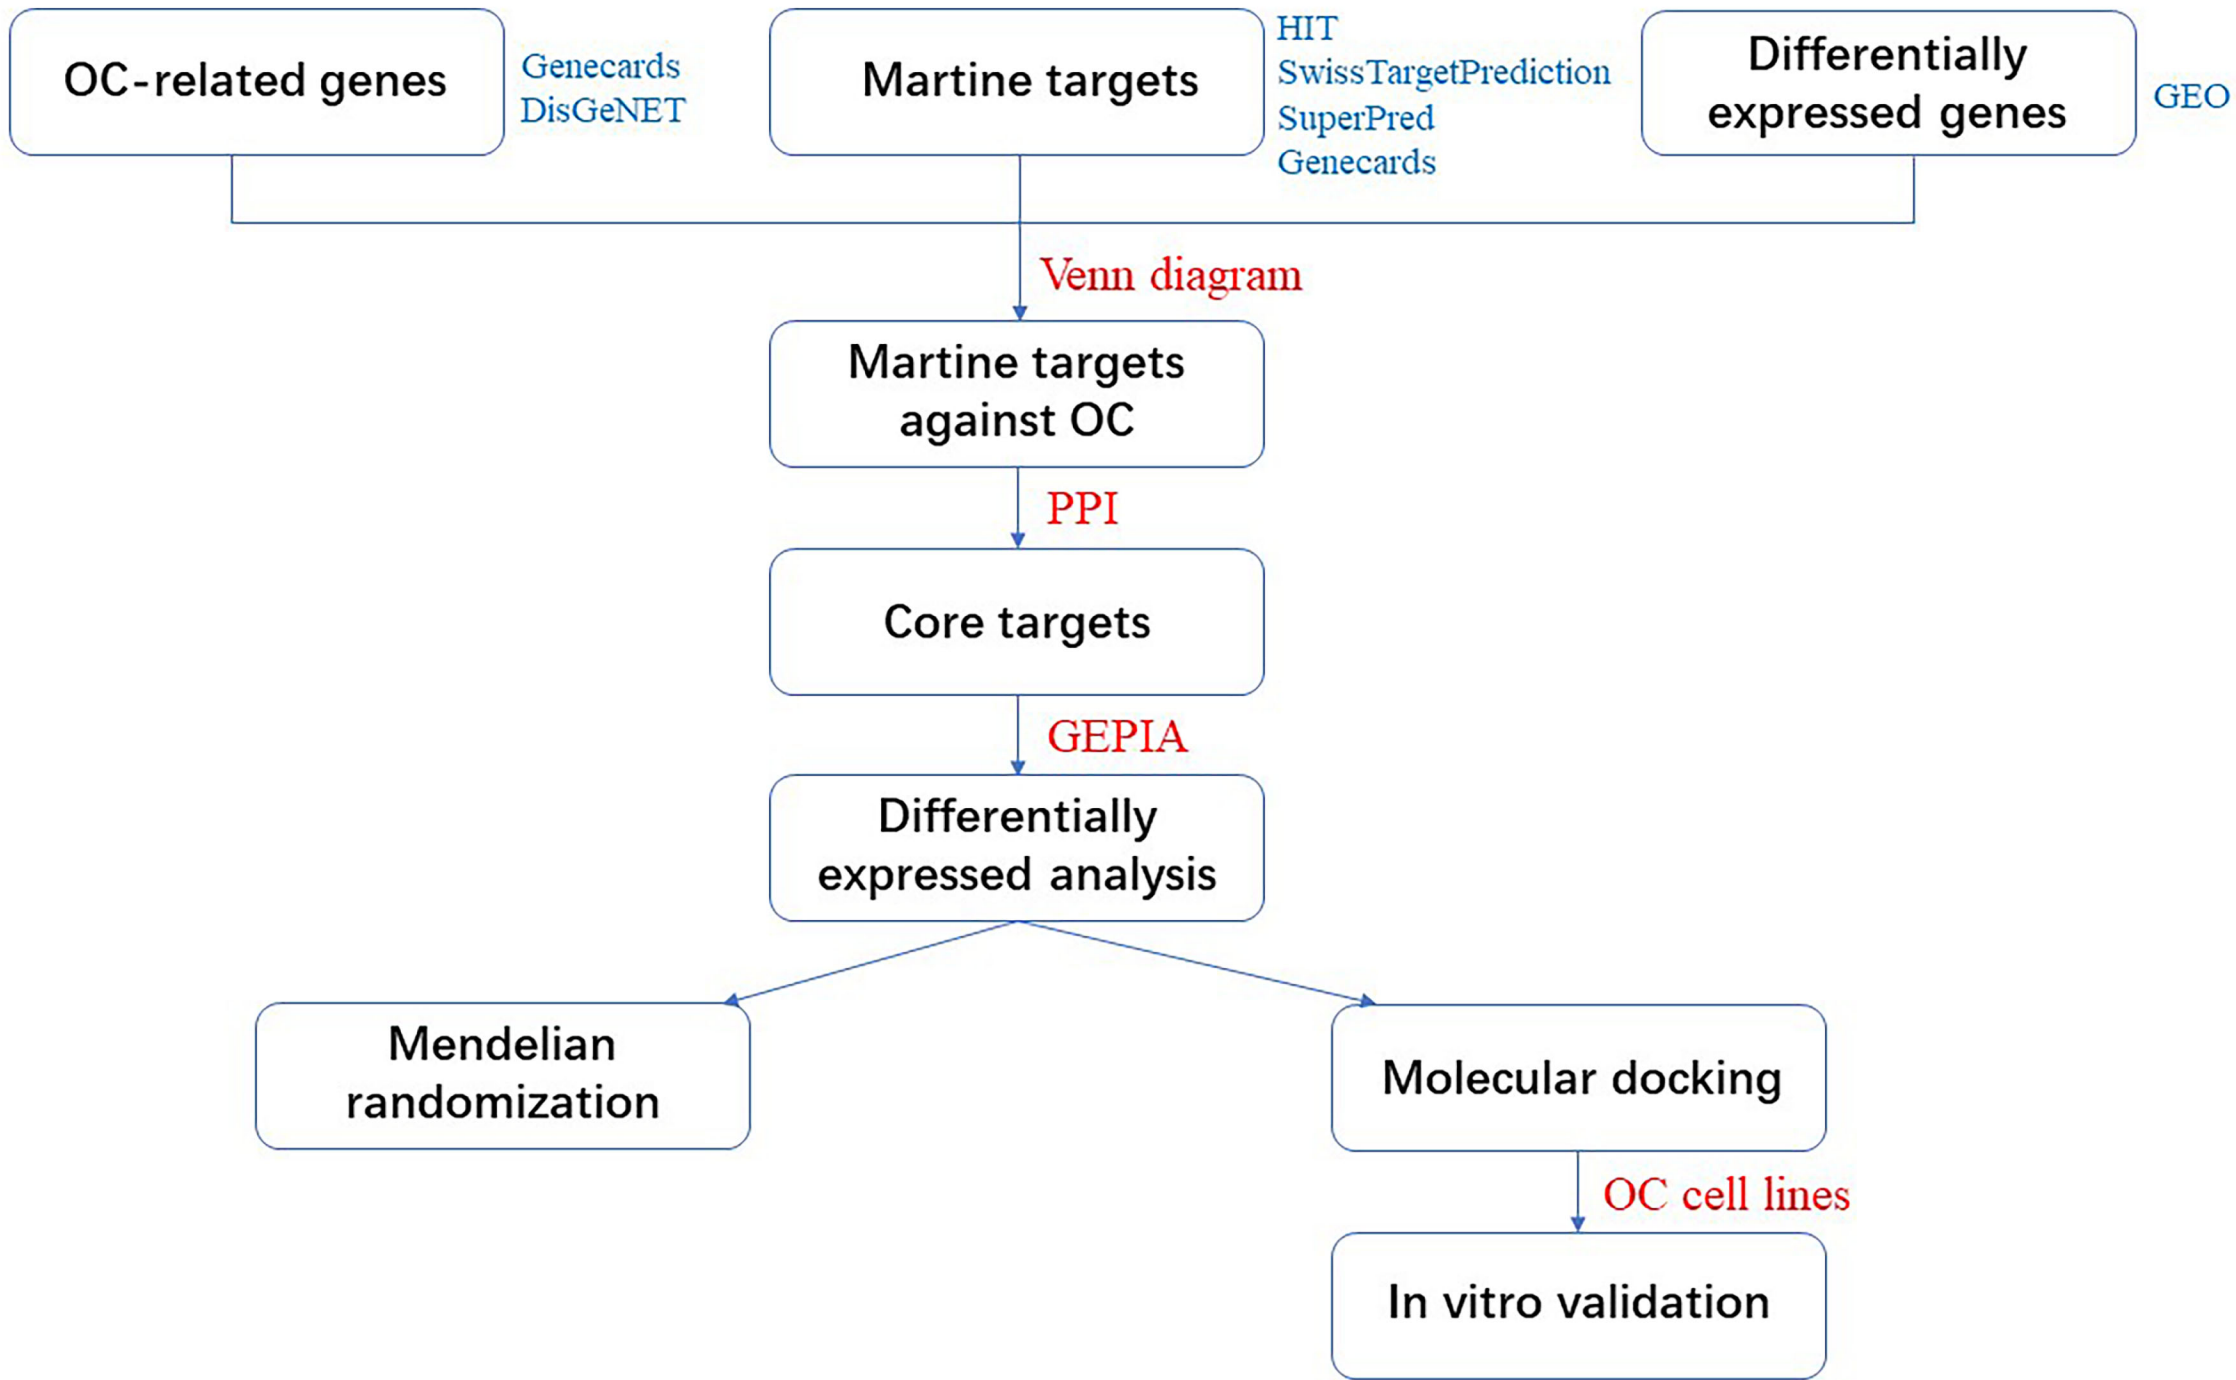 OC-related genes
Genecards
DisGeNET
Martine targets
HIT
SwissTargetPrediction
SuperPred
Genecards
Differentially
expressed genes
GEO
Venn diagram
Martine targets
against OC
PPI
Core targets
GEPIA
Differentially
expressed analysis
Mendelian
randomization
Molecular docking
OC cell lines
In vitro validation